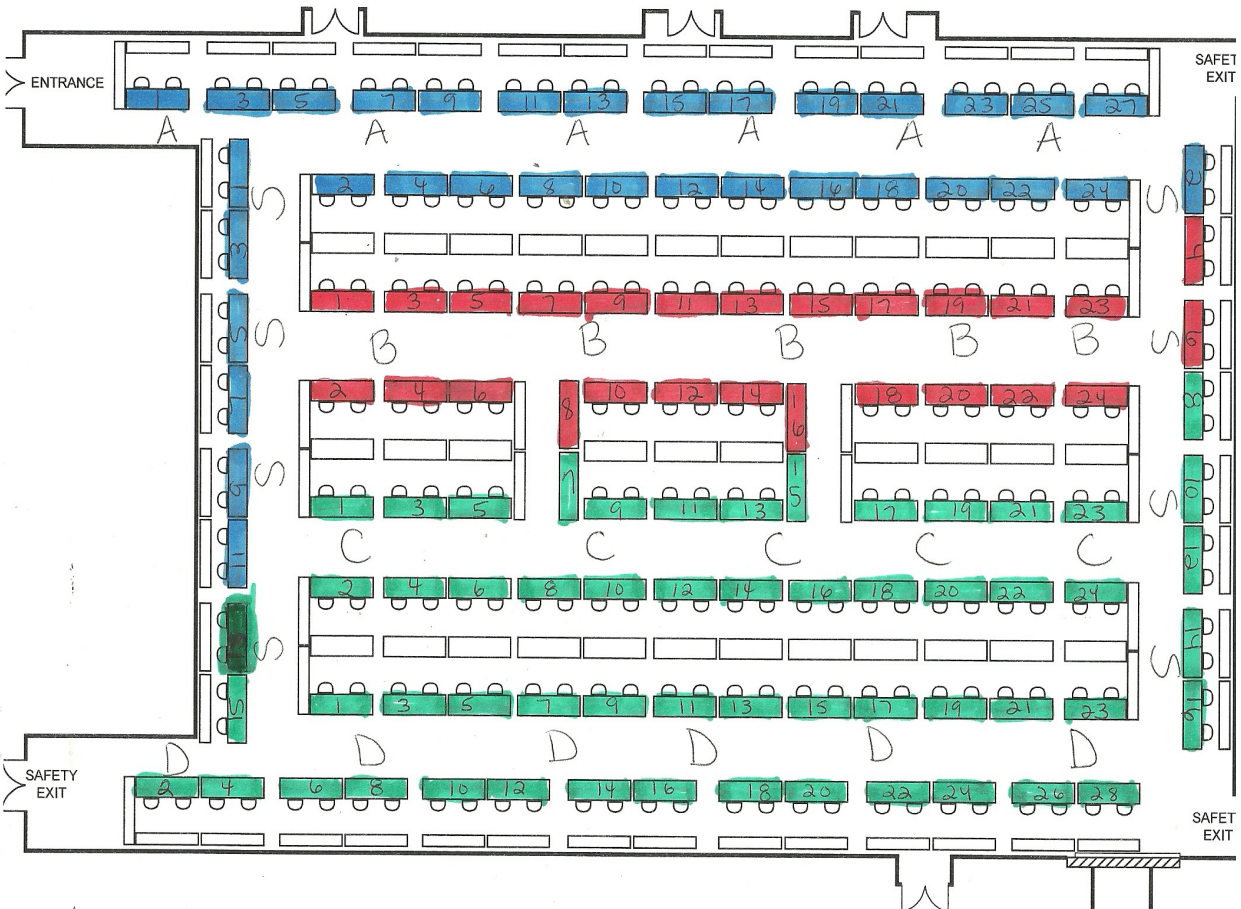 ENTRANCE
SAFETY
EXIT
1 3 5 7 9 11 13 15 17 19 21 23 25 27
A A A A A A
2 4 6 8 10 12 14 16 18 20 22 24
1 3 5 7 9 11 13 15 17 19 21 23
B B B B B
2 4 6 8 10 12 14 16 18 20 22 24
1 3 5 7 9 11 13 15 17 19 21 23
C C C C C
2 4 6 8 10 12 14 16 18 20 22 24
1 3 5 7 9 11 13 15 17 19 21 23
D D D D D D
2 4 6 8 10 12 14 16 18 20 22 24 26 28
1 3 5 7 9 11 13 15
S S S S
2 4 6 8 10 12 14 16
S S S S
SAFETY
EXIT
SAFETY
EXIT